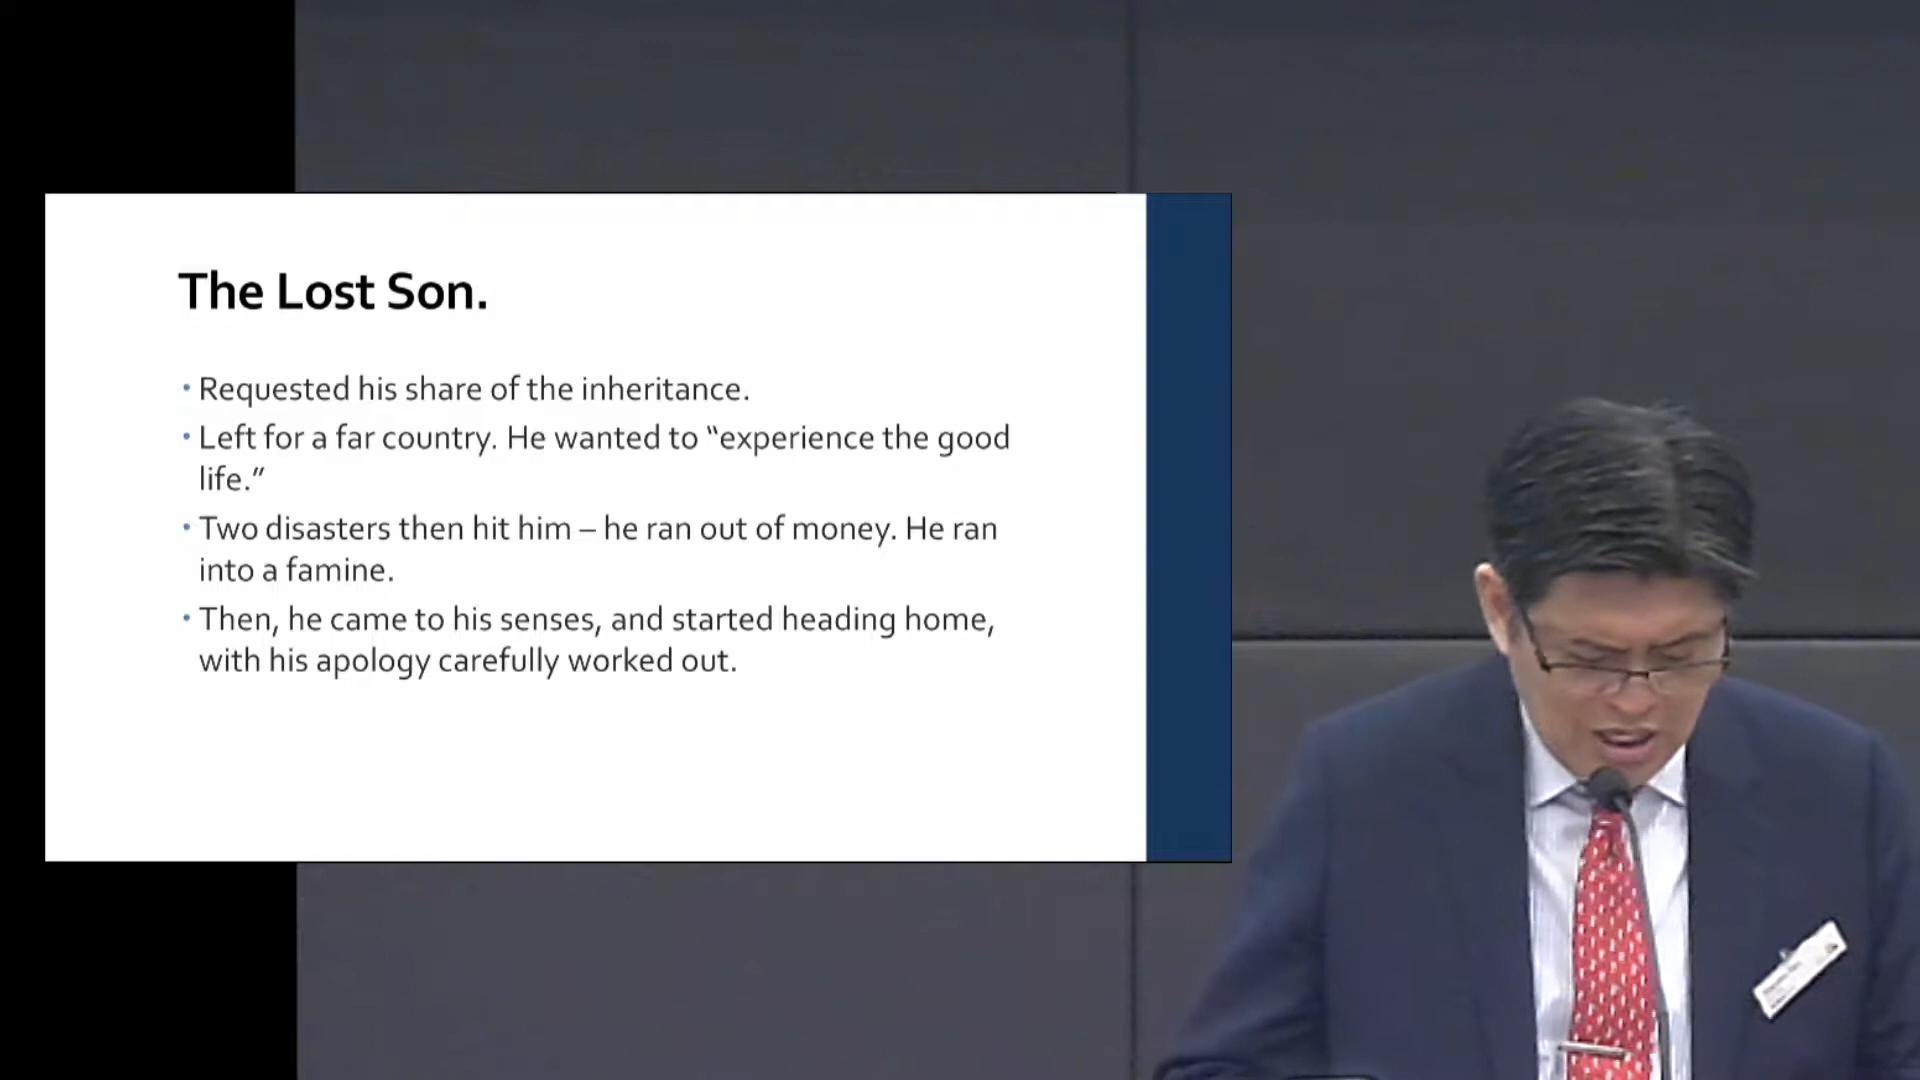 The Lost Son.
• Requested his share of the inheritance.
• Left for a far country. He wanted to “experience the good
life.”
• Two disasters then hit him – he ran out of money. He ran
into a famine.
• Then, he came to his senses, and started heading home,
with his apology carefully worked out.